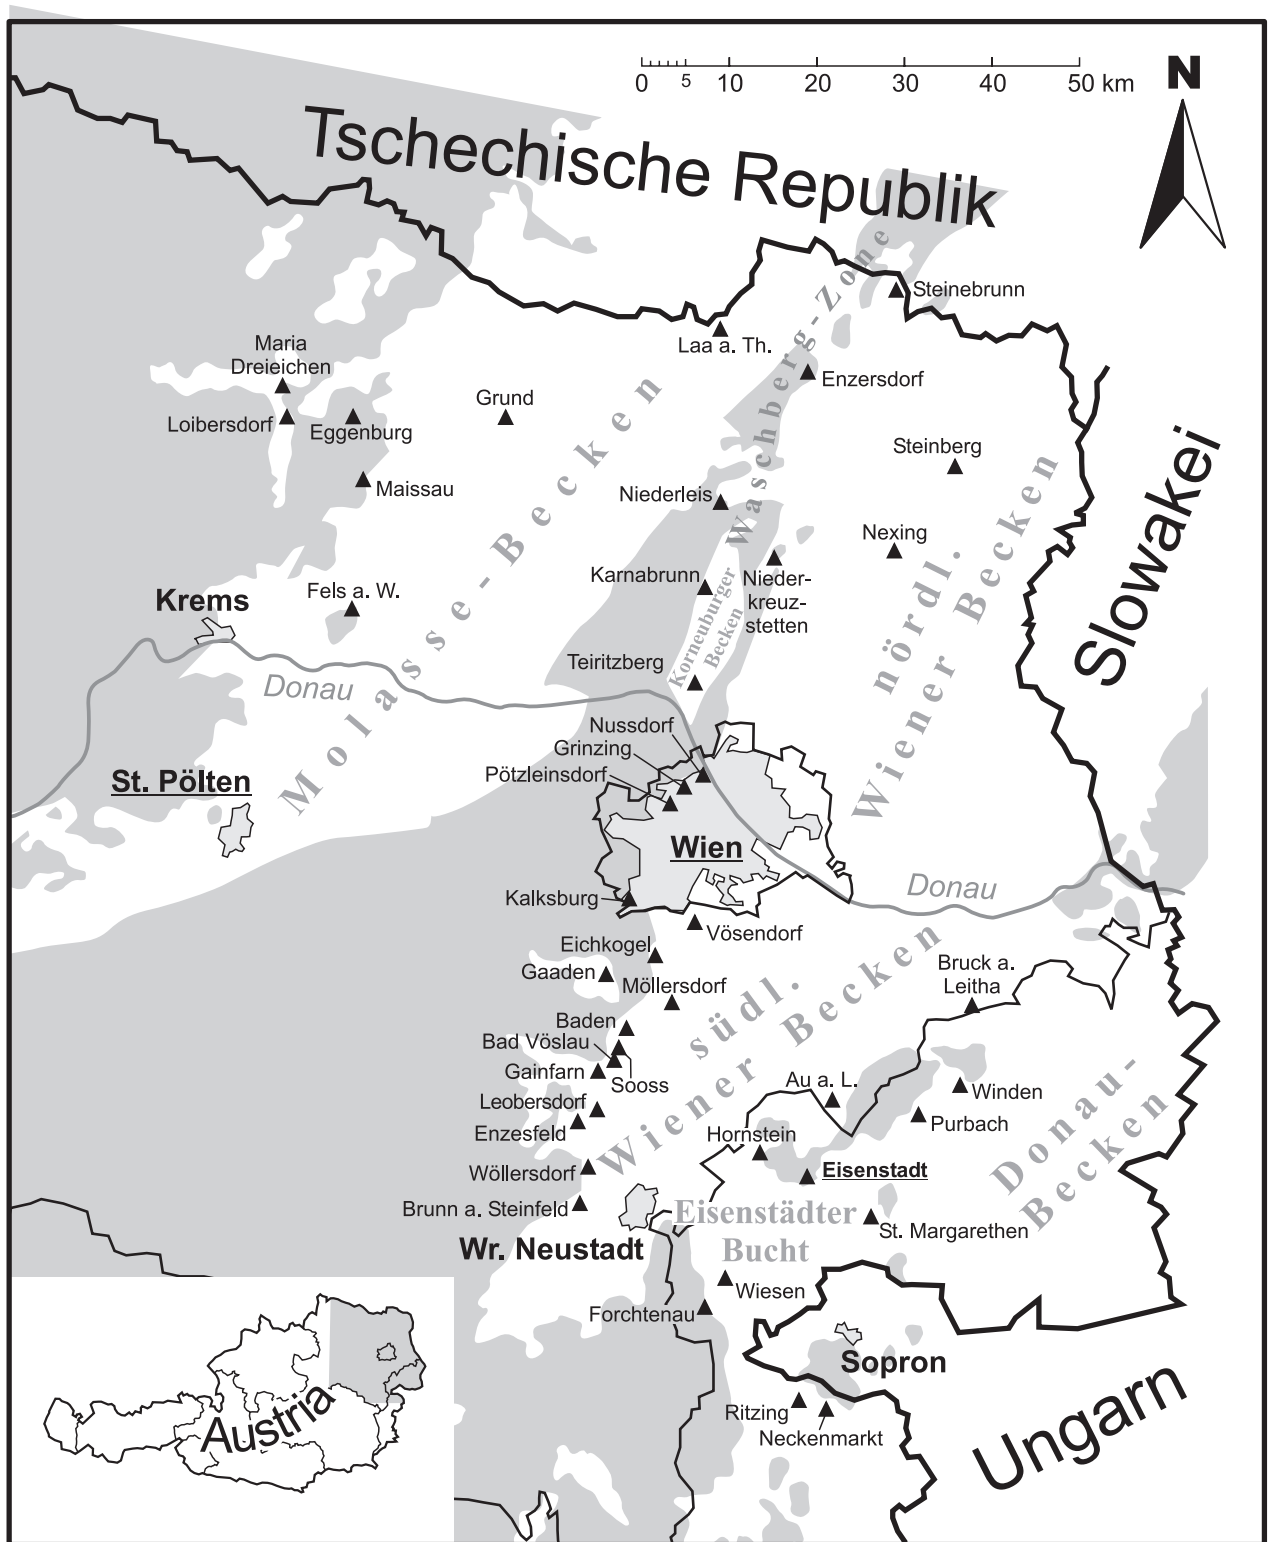 0 5 10 20 30 40 50 km
N
Tschechische Republik
Waschberg-Zone
Steinebrunn
Laa a. Th.
Maria
Dreieichen
Enzersdorf
Grund
Loibersdorf
Eggenburg
Steinberg
Slowakei
Maissau
Niederleis
Molasse-Becken
Nexing
nördl.
Wiener Becken
Karnabrunn
Nieder-
kreuz-
stetten
Korneuburger
Becken
Fels a. W.
Krems
Teiritzberg
Donau
Nussdorf
Grinzing
Pötzleinsdorf
St. Pölten
Wien
Donau
Kalksburg
Vösendorf
Eichkogel
Gaaden
Möllersdorf
Bruck a.
Leitha
südl.
Wiener Becken
Baden
Bad Vöslau
Gainfarn
Sooss
Au a. L.
Winden
Leobersdorf
Purbach
Enzesfeld
Hornstein
Donau-
Becken
Wöllersdorf
Eisenstadt
Brunn a. Steinfeld
Eisenstädter
Bucht
St. Margarethen
Wr. Neustadt
Wiesen
Forchtenau
Sopron
Ungarn
Ritzing
Neckenmarkt
Austria